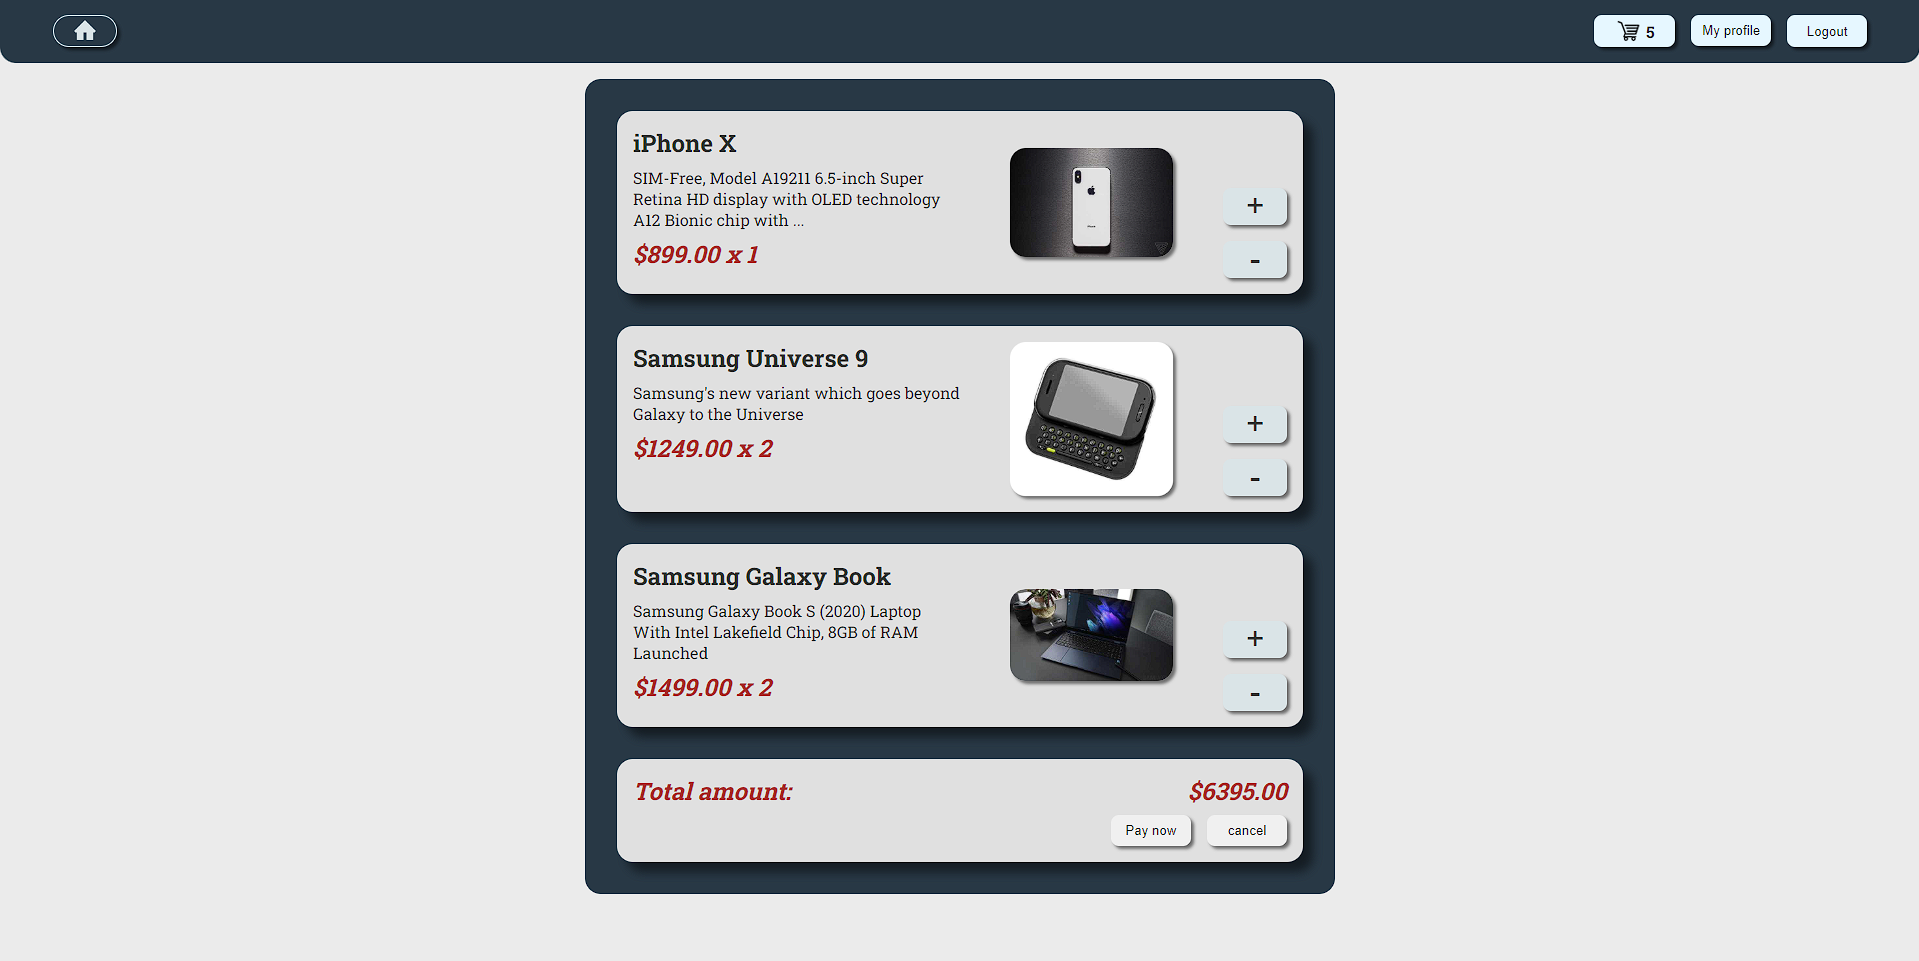 5
My profile
Logout
iPhone X
SIM-Free, Model A19211 6.5-inch Super
Retina HD display with OLED technology
A12 Bionic chip with ...
$899.00 x 1
+
-
Samsung Universe 9
Samsung's new variant which goes beyond
Galaxy to the Universe
$1249.00 x 2
+
-
Samsung Galaxy Book
Samsung Galaxy Book S (2020) Laptop
With Intel Lakefield Chip, 8GB of RAM
Launched
$1499.00 x 2
+
-
Total amount: $6395.00
Pay now cancel